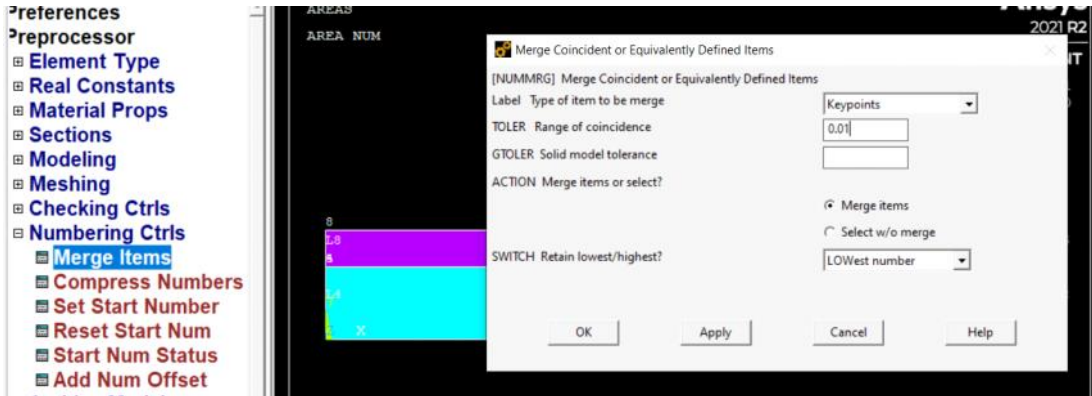 Preferences
Preprocessor
Element Type
Real Constants
Material Props
Sections
Modeling
Meshing
Checking Ctrls
Numbering Ctrls
Merge Items
Compress Numbers
Set Start Number
Reset Start Num
Start Num Status
Add Num Offset
AREAS
AREA NUM
2021 R2
8
L8
X
Merge Coincident or Equivalently Defined Items
[NUMMRG] Merge Coincident or Equivalently Defined Items
Label Type of item to be merge
Keypoints
TOLER Range of coincidence
0.01
GTOLER Solid model tolerance
ACTION Merge items or select?
Merge items
Select w/o merge
SWITCH Retain lowest/highest?
LOWest number
OK
Apply
Cancel
Help